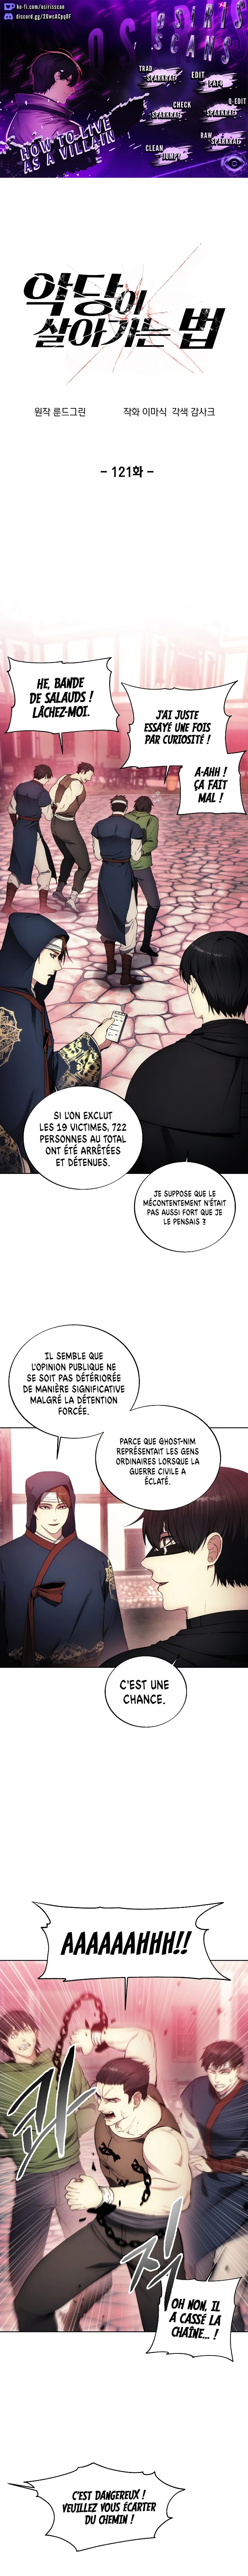 ko-fi.com/osirisscan
discord.gg/2GwcACpq8F
OSIRIS
SCANS
TRAD
SPARKRAF
EDIT
PAT4
CHECK
SPARKRAF
Q-EDIT
SPARKRAF
CLEAN
JUMPY
RAW
SPARKRAF
HOW TO LIVE
AS A VILLAIN
악당이
살아가는 법
원작 룬드그린 작화 이마식 각색 감사크
- 121화 -
HE, BANDE
DE SALAUDS !
LÂCHEZ-MOI.
J'AI JUSTE
ESSAYÉ UNE FOIS
PAR CURIOSITÉ !
A-AHH !
ÇA FAIT
MAL !
SI L'ON EXCLUT
LES 19 VICTIMES, 722
PERSONNES AU TOTAL
ONT ÉTÉ ARRÊTÉES
ET DÉTENUES.
JE SUPPOSE QUE LE
MÉCONTENTEMENT N'ÉTAIT
PAS AUSSI FORT QUE JE
LE PENSAIS ?
IL SEMBLE QUE
L'OPINION PUBLIQUE NE
SE SOIT PAS DÉTÉRIORÉE
DE MANIÈRE SIGNIFICATIVE
MALGRÉ LA DÉTENTION
FORCÉE.
PARCE QUE GHOST-NIM
REPRÉSENTAIT LES GENS
ORDINAIRES LORSQUE LA
GUERRE CIVILE A
ÉCLATÉ.
C'EST UNE
CHANCE.
AAAAAAHHH!!
OH NON, IL
A CASSÉ LA
CHAÎNE... !
C'EST DANGEREUX !
VEUILLEZ VOUS ÉCARTER
DU CHEMIN !